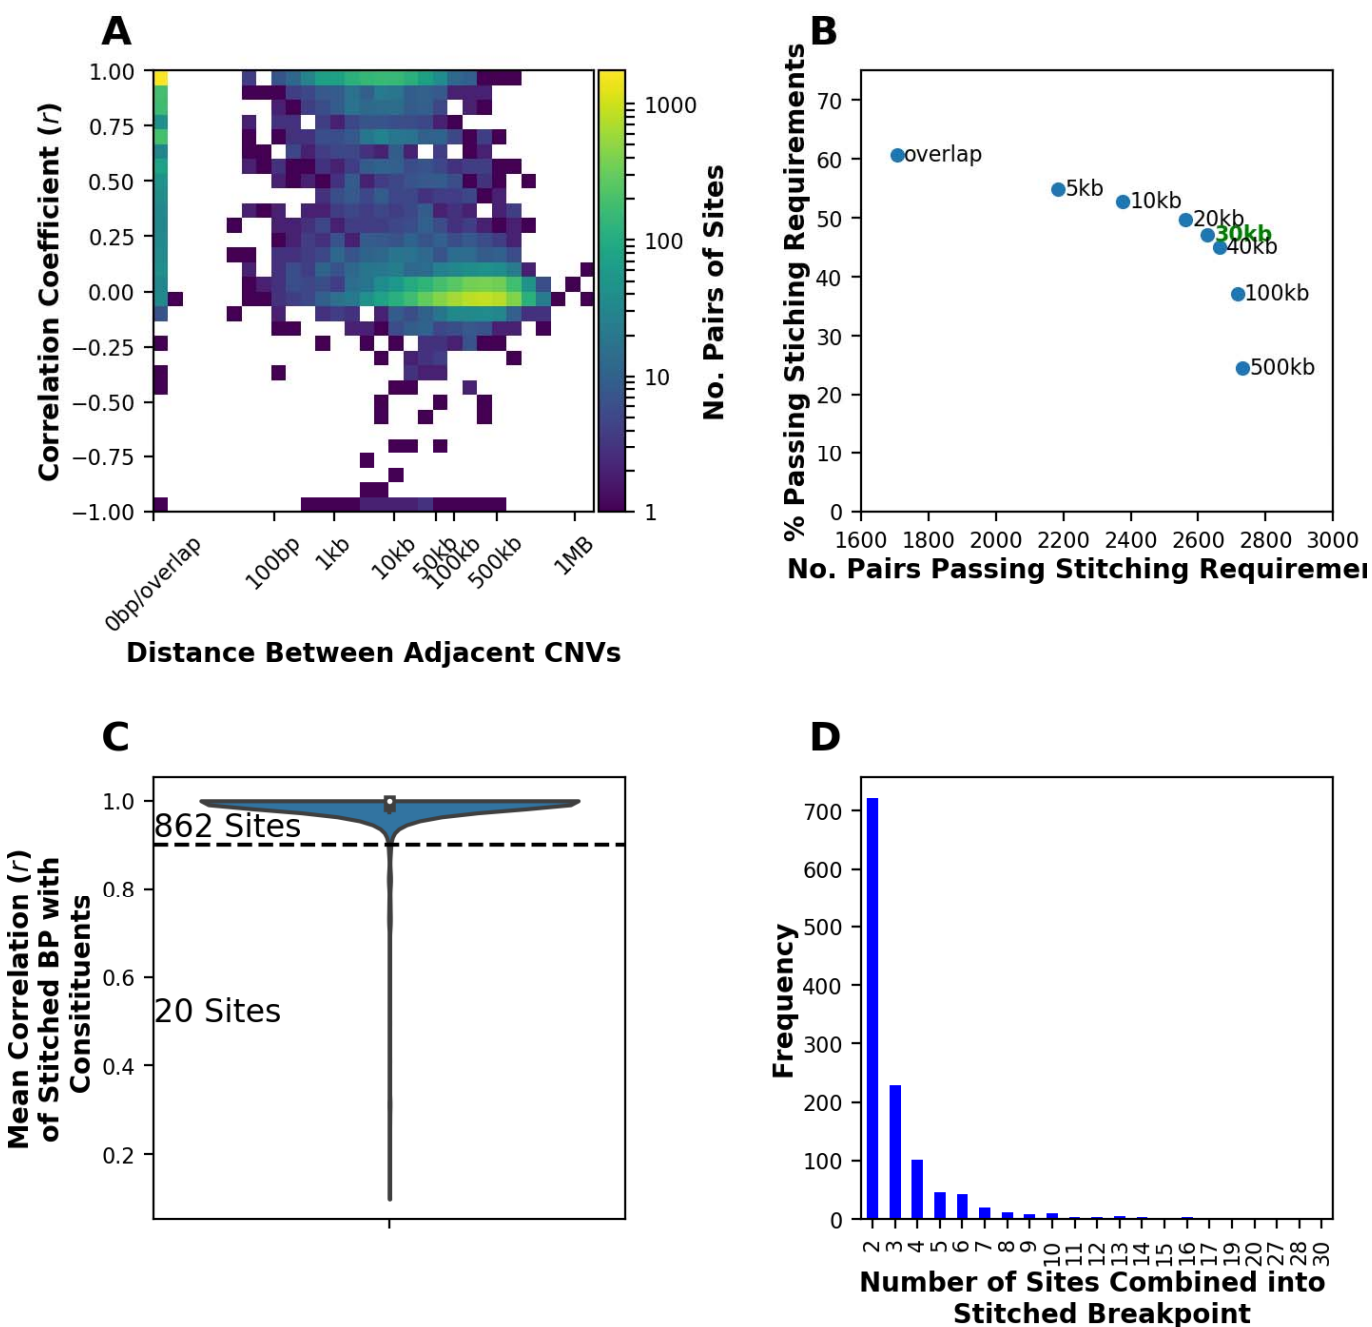 A
Correlation Coefficient (r)
1.00
0.75
0.50
0.25
0.00
−0.25
−0.50
−0.75
−1.00
0bp/overlap
100bp
1kb
10kb
50kb
100kb
500kb
1MB
Distance Between Adjacent CNVs
1000
100
10
1
No. Pairs of Sites
B
% Passing Stiching Requirements
70
60
50
40
30
20
10
0
overlap
5kb
10kb
20kb
30kb
40kb
100kb
500kb
1600 1800 2000 2200 2400 2600 2800 3000
No. Pairs Passing Stitching Requiremer
C
Mean Correlation (r)
of Stitched BP with
Consitituents
1.0
0.8
0.6
0.4
0.2
862 Sites
20 Sites
D
Frequency
700
600
500
400
300
200
100
0
2 3 4 5 6 7 8 9 10 11 12 13 14 15 16 17 19 20 27 28 30
Number of Sites Combined into
Stitched Breakpoint